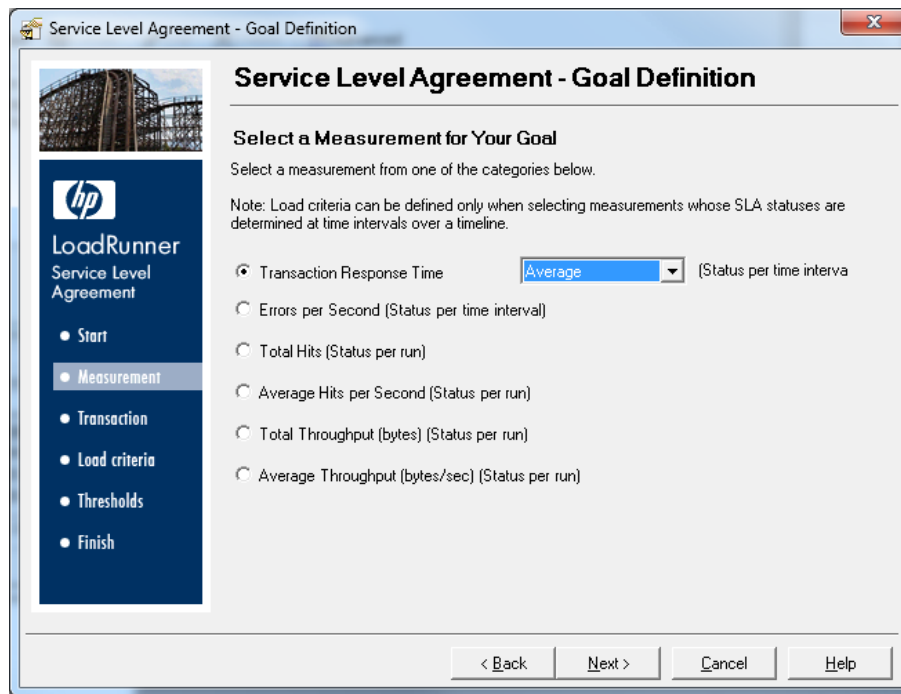 Service Level Agreement - Goal Definition
X
Service Level Agreement - Goal Definition
Select a Measurement for Your Goal
Select a measurement from one of the categories below.
Note: Load criteria can be defined only when selecting measurements whose SLA statuses are
determined at time intervals over a timeline.
hp
LoadRunner
Service Level
Agreement
Start
Measurement
Transaction
Load criteria
Thresholds
Finish
Transaction Response Time Average (Status per time interva
Errors per Second (Status per time interval)
Total Hits (Status per run)
Average Hits per Second (Status per run)
Total Throughput (bytes) (Status per run)
Average Throughput (bytes/sec) (Status per run)
< Back Next > Cancel Help